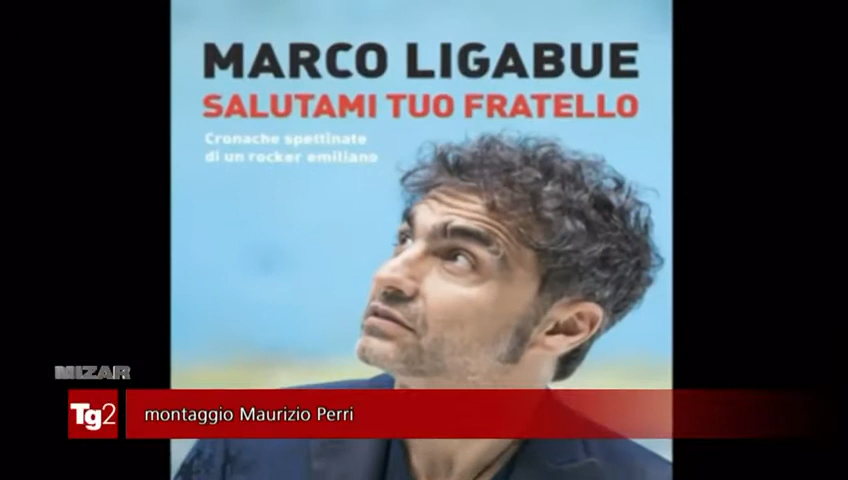 MARCO LIGABUE
SALUTAMI TUO FRATELLO
Cronache spettinate
di un rocker emiliano
MIZAR
Tg2 montaggio Maurizio Perri